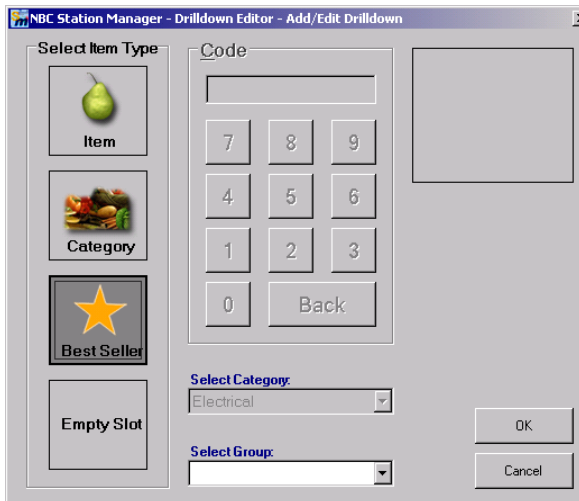 NBC Station Manager - Drilldown Editor - Add/Edit Drilldown
Select Item Type
Item
Category
Best Seller
Empty Slot
Code
7 8 9
4 5 6
1 2 3
0 Back
Select Category:
Electrical
Select Group:
OK
Cancel